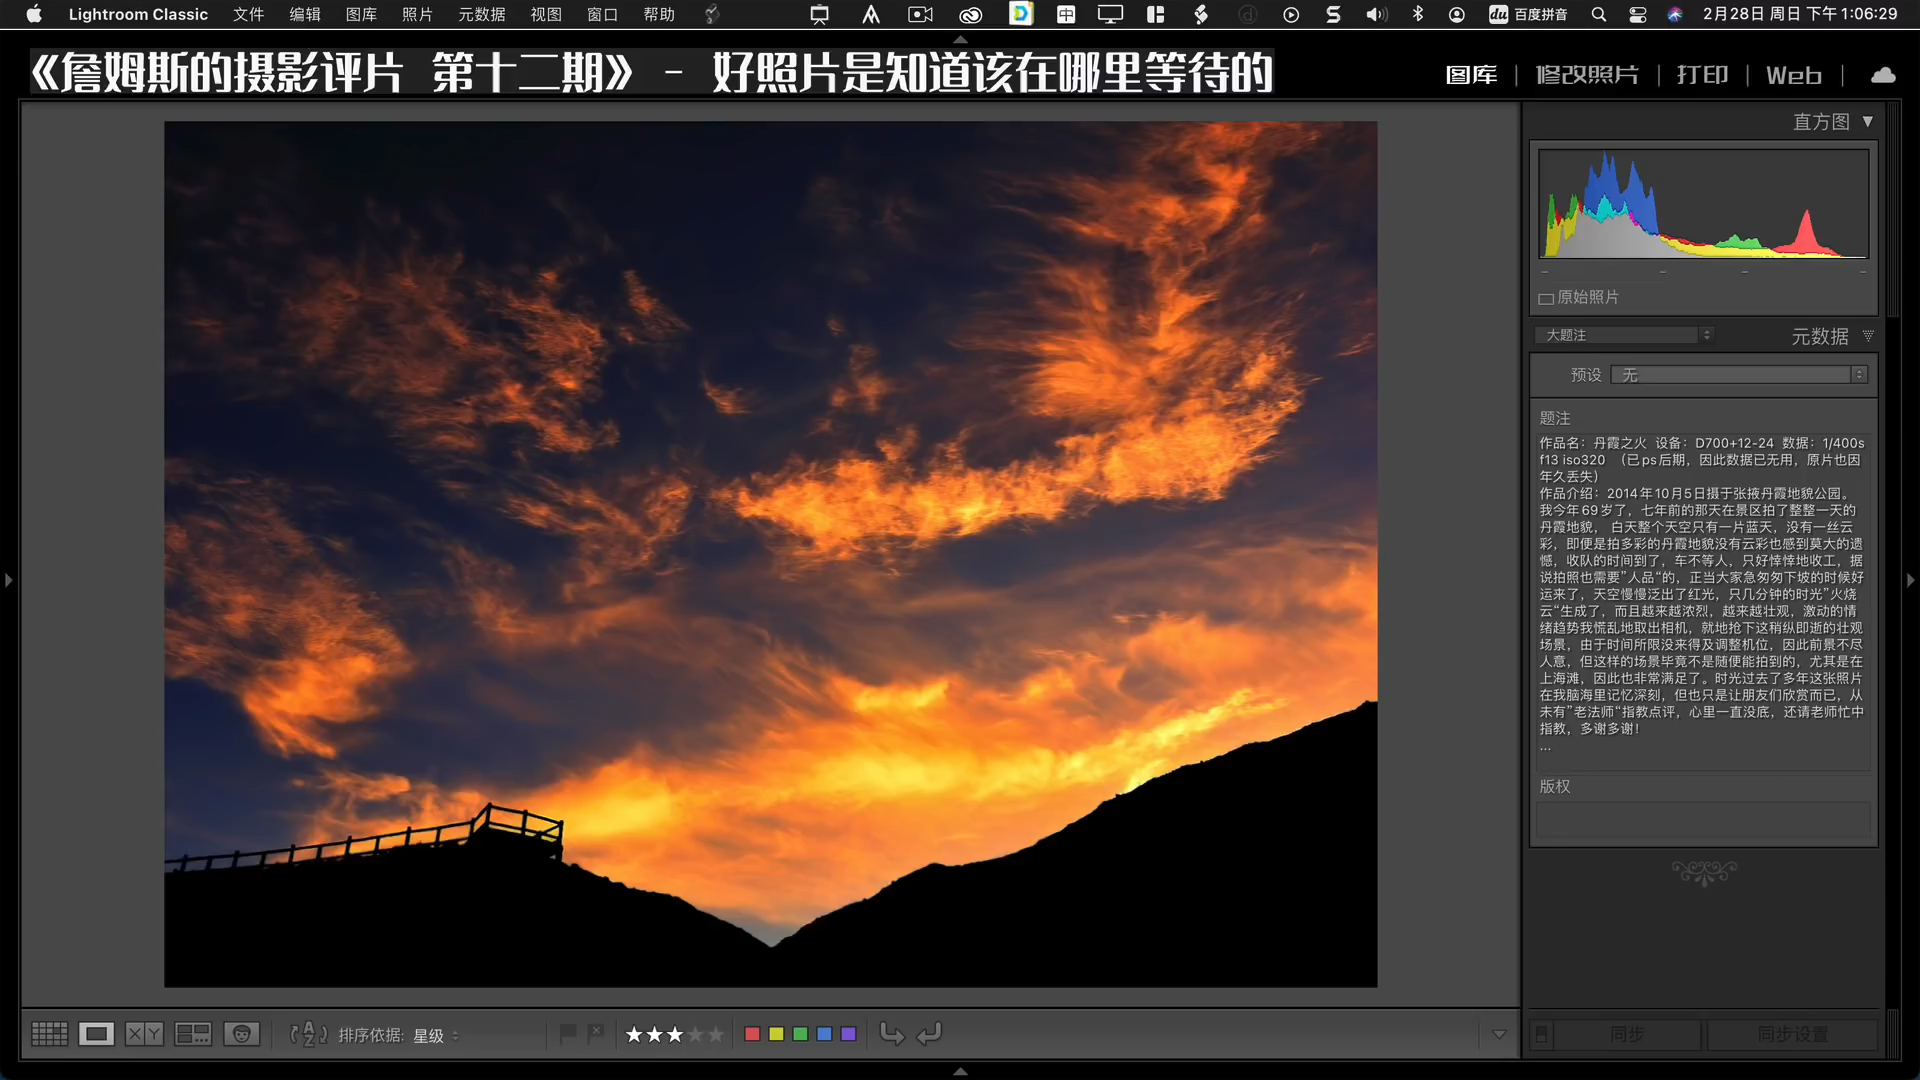 Lightroom Classic 文件 编辑 图库 照片 元数据 视图 窗口 帮助 百度拼音 2月28日 周日 下午 1:06:29
《詹姆斯的摄影评片 第十二期》 - 好照片是知道该在哪里等待的
图库 | 修改照片 | 打印 | Web |
直方图
原始照片
大题注 元数据
预设 无
题注
作品名：丹霞之火 设备：D700+12-24 数据：1/400s
f13 iso320 （已ps后期，因此数据已无用，原片也因
年久丢失）
作品介绍：2014年10月5日摄于张掖丹霞地貌公园。
我今年69岁了，七年前的那天在景区拍了整整一天的
丹霞地貌， 白天整个天空只有一片蓝天，没有一丝云
彩，即便是拍多彩的丹霞地貌没有云彩也感到莫大的遗
憾，收队的时间到了，车不等人，只好悻悻地收工，据
说拍照也需要”人品“的，正当大家急匆匆下坡的时候好
运来了，天空慢慢泛出了红光，只几分钟的时光”火烧
云“生成了，而且越来越浓烈，越来越壮观，激动的情
绪趋势我慌乱地取出相机，就地抢下这稍纵即逝的壮观
场景，由于时间所限没来得及调整机位，因此前景不尽
人意，但这样的场景毕竟不是随便能拍到的，尤其是在
上海滩，因此也非常满足了。时光过去了多年这张照片
在我脑海里记忆深刻，但也只是让朋友们欣赏而已，从
未有”老法师“指教点评，心里一直没底，还请老师忙中
指教，多谢多谢！
...
版权
排序依据: 星级
同步 同步设置